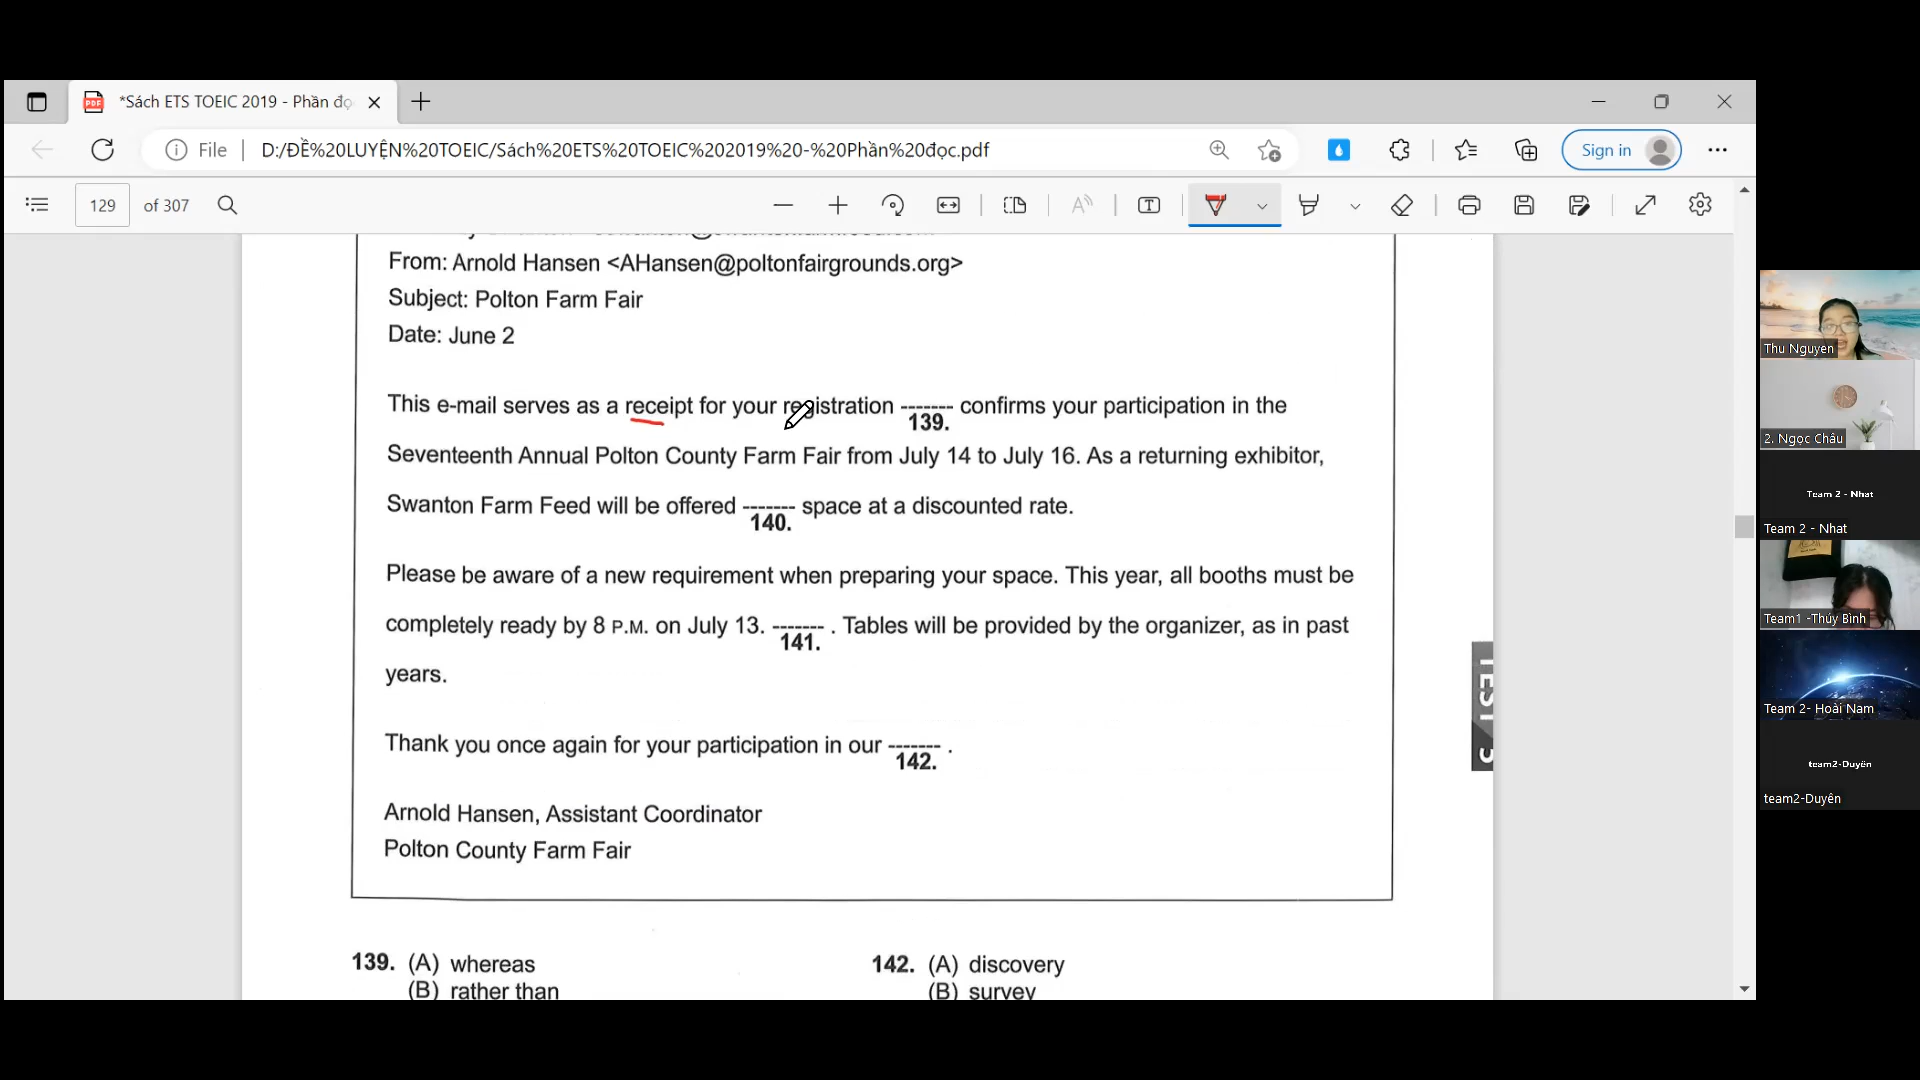 *Sách ETS TOEIC 2019 - Phần đọ
File
D:/ĐỀ%20LUYỆN%20TOEIC/Sách%20ETS%20TOEIC%202019%20-%20Phần%20đọc.pdf
Sign in
129 of 307
From: Arnold Hansen <AHansen@poltonfairgrounds.org>
Subject: Polton Farm Fair
Date: June 2
This e-mail serves as a receipt for your registration ------- confirms your participation in the
139.
Seventeenth Annual Polton County Farm Fair from July 14 to July 16. As a returning exhibitor,
Swanton Farm Feed will be offered ------- space at a discounted rate.
140.
Please be aware of a new requirement when preparing your space. This year, all booths must be
completely ready by 8 P.M. on July 13. ------- . Tables will be provided by the organizer, as in past
141.
years.
Thank you once again for your participation in our ------- .
142.
Arnold Hansen, Assistant Coordinator
Polton County Farm Fair
139. (A) whereas
(B) rather than
142. (A) discovery
(B) survey
Thu Nguyen
2. Ngọc Châu
Team 2 - Nhat
Team 2 - Nhat
Team1 -Thúy Bình
Team 2- Hoài Nam
team2-Duyên
team2-Duyên